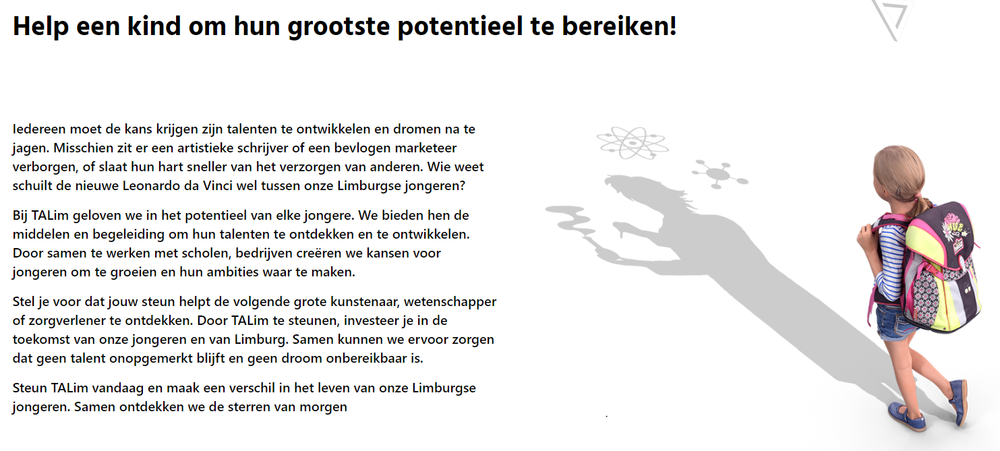 Help een kind om hun grootste potentieel te bereiken!
Iedereen moet de kans krijgen zijn talenten te ontwikkelen en dromen na te
jagen. Misschien zit er een artistieke schrijver of een bevlogen marketeer
verborgen, of slaat hun hart sneller van het verzorgen van anderen. Wie weet
schuilt de nieuwe Leonardo da Vinci wel tussen onze Limburgse jongeren?
Bij TALim geloven we in het potentieel van elke jongere. We bieden hen de
middelen en begeleiding om hun talenten te ontdekken en te ontwikkelen.
Door samen te werken met scholen, bedrijven creëren we kansen voor
jongeren om te groeien en hun ambities waar te maken.
Stel je voor dat jouw steun helpt de volgende grote kunstenaar, wetenschapper
of zorgverlener te ontdekken. Door TALim te steunen, investeer je in de
toekomst van onze jongeren en van Limburg. Samen kunnen we ervoor zorgen
dat geen talent onopgemerkt blijft en geen droom onbereikbaar is.
Steun TALim vandaag en maak een verschil in het leven van onze Limburgse
jongeren. Samen ontdekken we de sterren van morgen
.